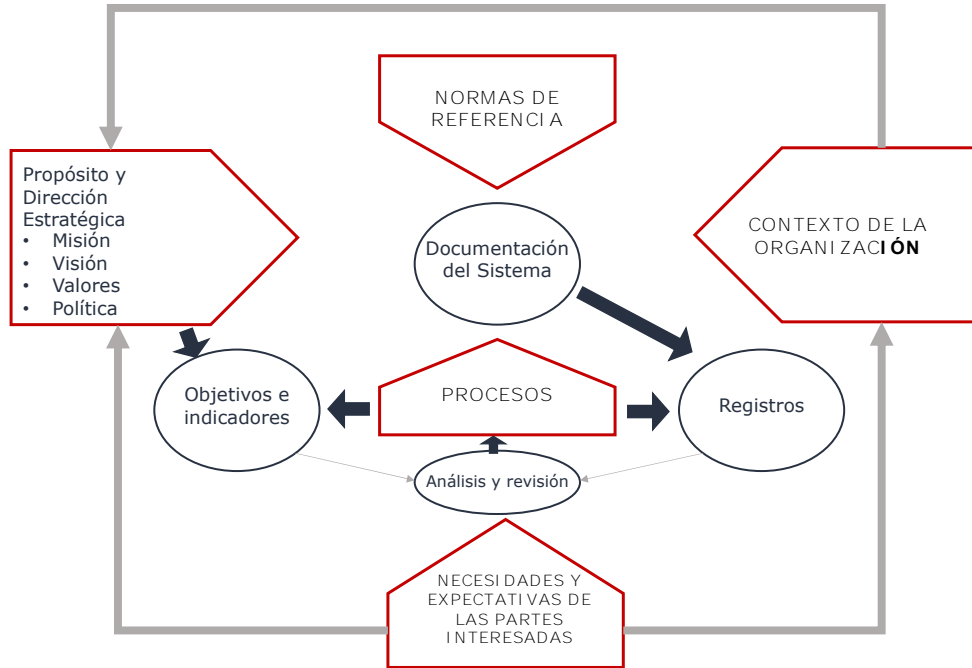 NORMAS DE
REFERENCIA
Propósito y
Dirección
Estratégica
• Misión
• Visión
• Valores
• Política
Documentación
del Sistema
CONTEXTO DE LA
ORGANIZACIÓN
Objetivos e
indicadores
PROCESOS
Registros
Análisis y revisión
NECESIDADES Y
EXPECTATIVAS DE
LAS PARTES
INTERESADAS